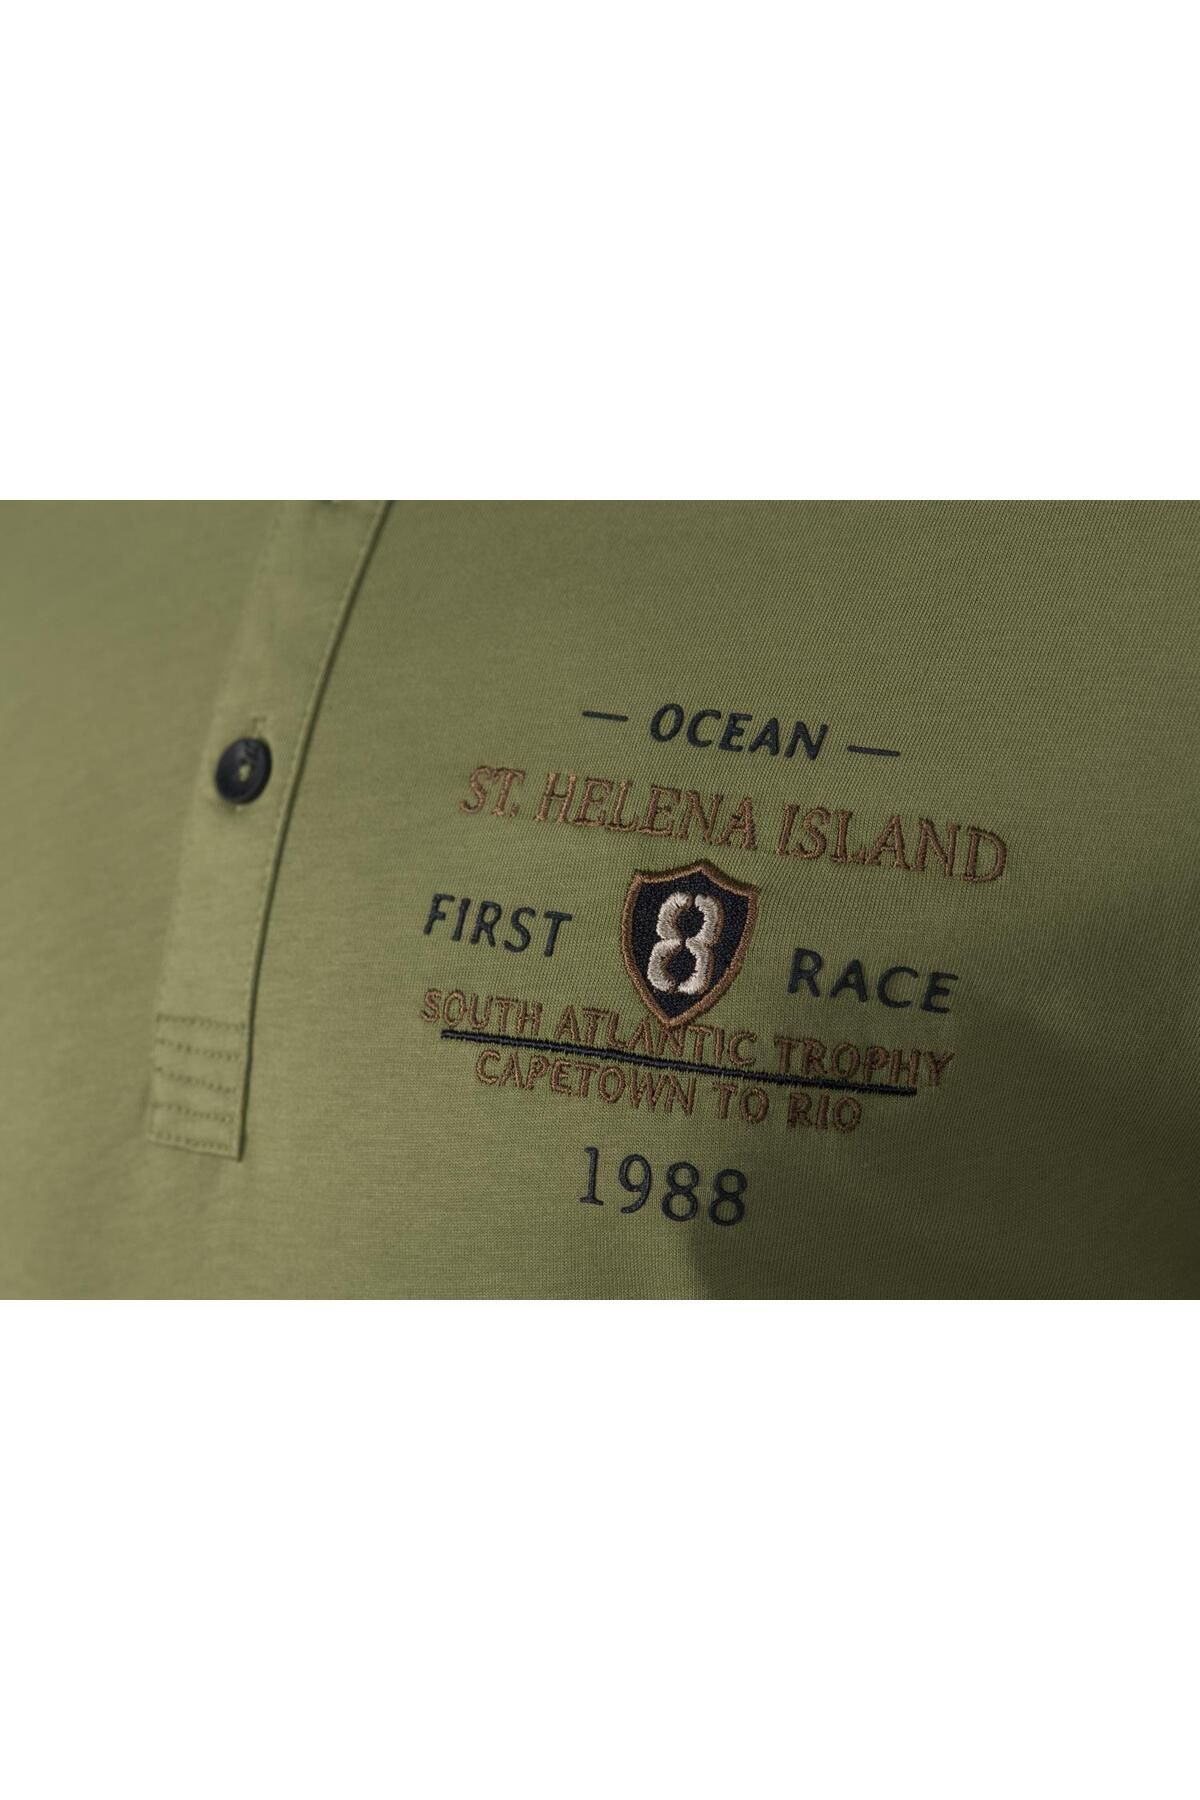 — OCEAN —
ST. HELENA ISLAND
FIRST 8 RACE
SOUTH ATLANTIC TROPHY
CAPETOWN TO RIO
1988